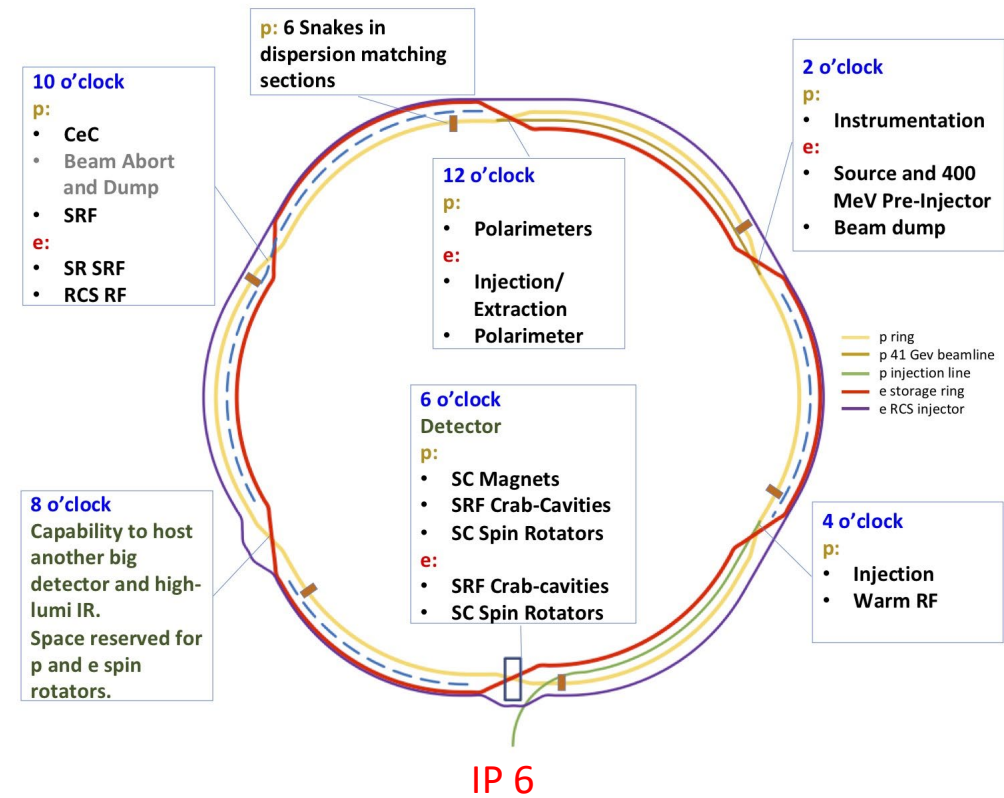 p: 6 Snakes in
dispersion matching
sections
10 o’clock
p:
• CeC
• Beam Abort
and Dump
• SRF
e:
• SR SRF
• RCS RF
2 o’clock
p:
• Instrumentation
e:
• Source and 400
MeV Pre-Injector
• Beam dump
12 o’clock
p:
• Polarimeters
e:
• Injection/
Extraction
• Polarimeter
p ring
p 41 Gev beamline
p injection line
e storage ring
e RCS injector
6 o’clock
Detector
p:
• SC Magnets
• SRF Crab-Cavities
• SC Spin Rotators
e:
• SRF Crab-cavities
• SC Spin Rotators
8 o’clock
Capability to host
another big
detector and high-
lumi IR.
Space reserved for
p and e spin
rotators.
4 o’clock
p:
• Injection
• Warm RF
IP 6